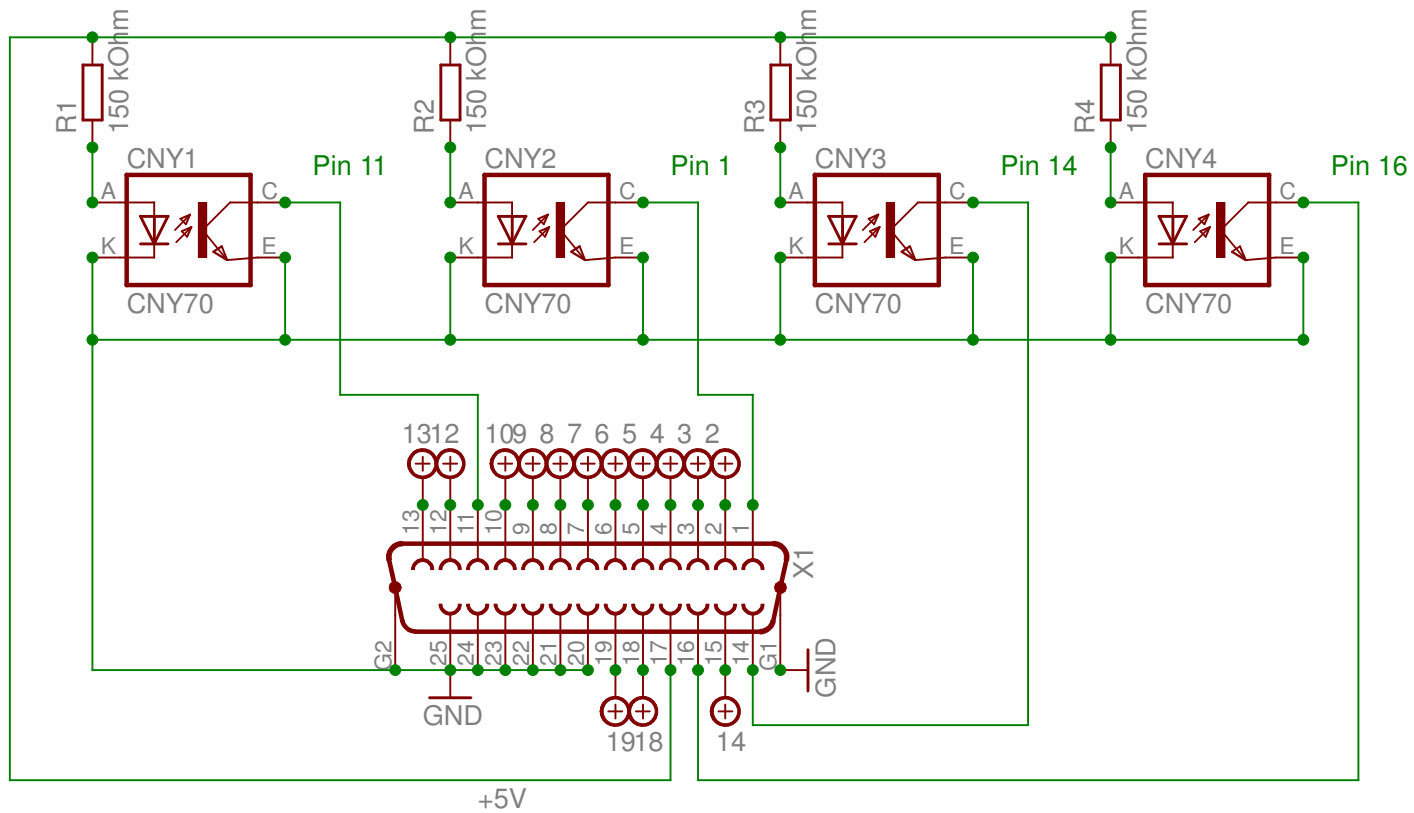 R1
150 kOhm
R2
150 kOhm
R3
150 kOhm
R4
150 kOhm
CNY1
Pin 11
CNY2
Pin 1
CNY3
Pin 14
CNY4
Pin 16
A
C
A
C
A
C
A
C
K
E
K
E
K
E
K
E
CNY70
CNY70
CNY70
CNY70
13 12 10 9 8 7 6 5 4 3 2
13 12 11 10 9 8 7 6 5 4 3 2 1
X1
G2 25 24 23 22 21 20 19 18 17 16 15 14 G1
GND
GND
19 18
14
+5V